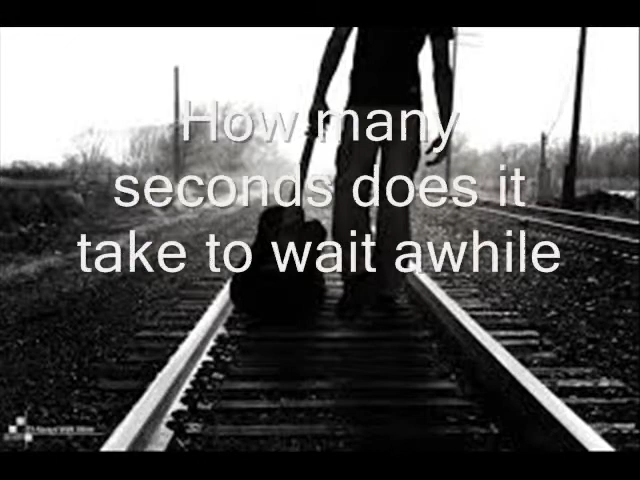 How many
seconds does it
take to wait awhile